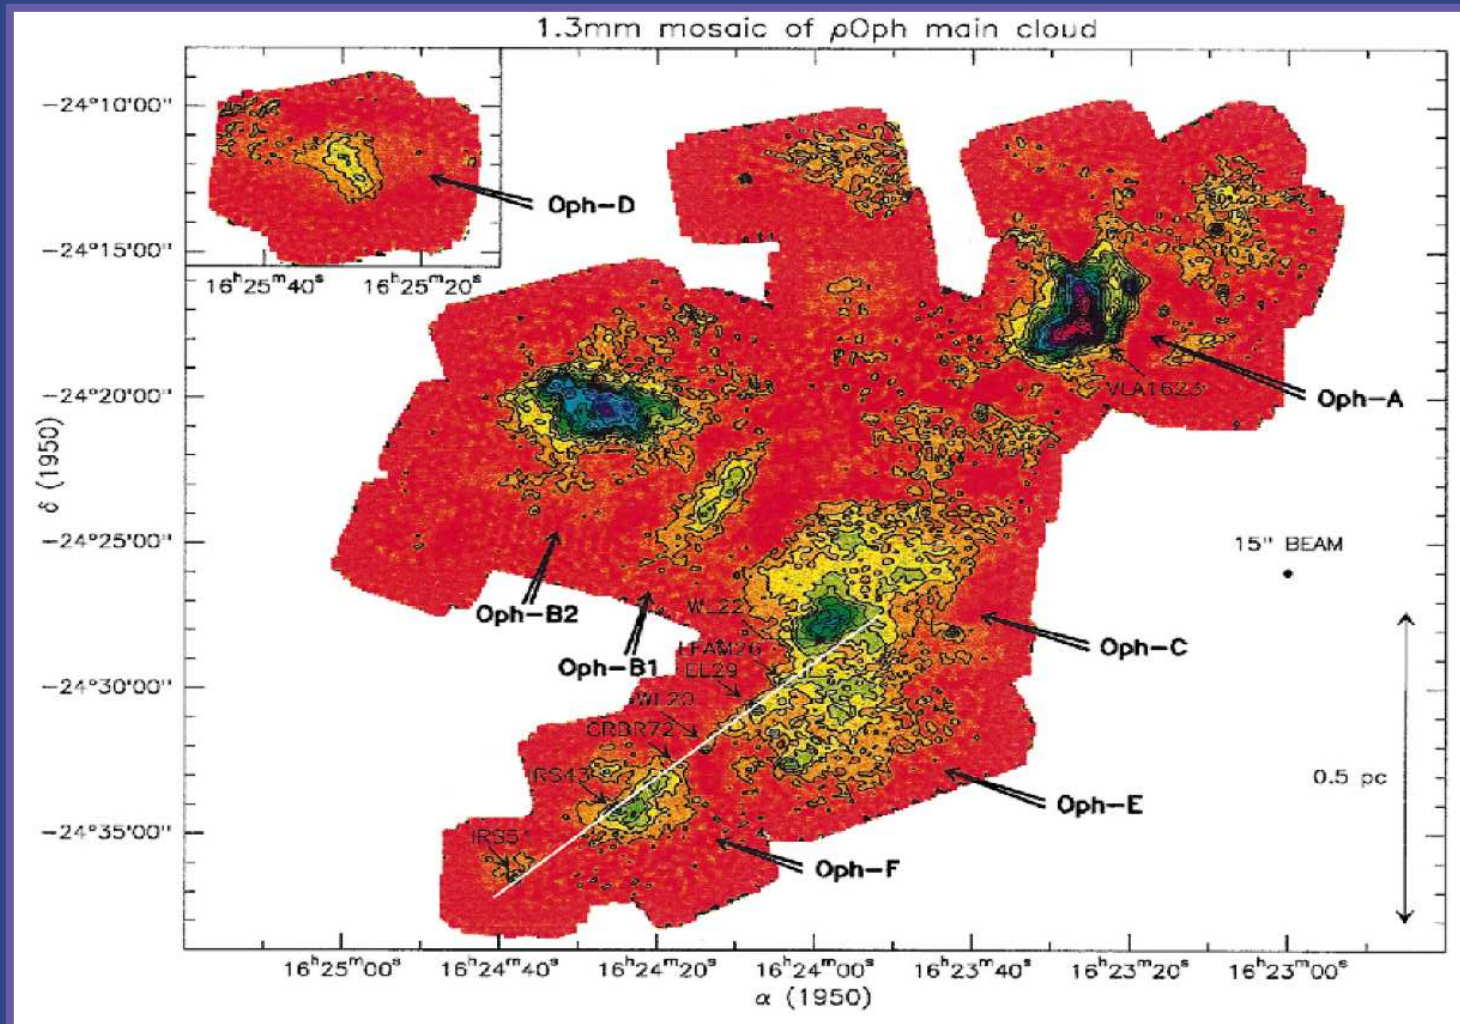 1.3mm mosaic of ρOph main cloud
−24°10'00"
−24°15'00"
−24°20'00"
−24°25'00"
−24°30'00"
−24°35'00"
δ (1950)
Oph−D
16ʰ25ᵐ40ˢ
16ʰ25ᵐ20ˢ
VLA1623
Oph−A
15" BEAM
Oph−B2
Oph−B1
WL22
LFAM26
EL29
WL20
CRBR72
IRS43
IRS51
Oph−C
Oph−E
Oph−F
0.5 pc
16ʰ25ᵐ00ˢ
16ʰ24ᵐ40ˢ
16ʰ24ᵐ20ˢ
16ʰ24ᵐ00ˢ
16ʰ23ᵐ40ˢ
16ʰ23ᵐ20ˢ
16ʰ23ᵐ00ˢ
α (1950)